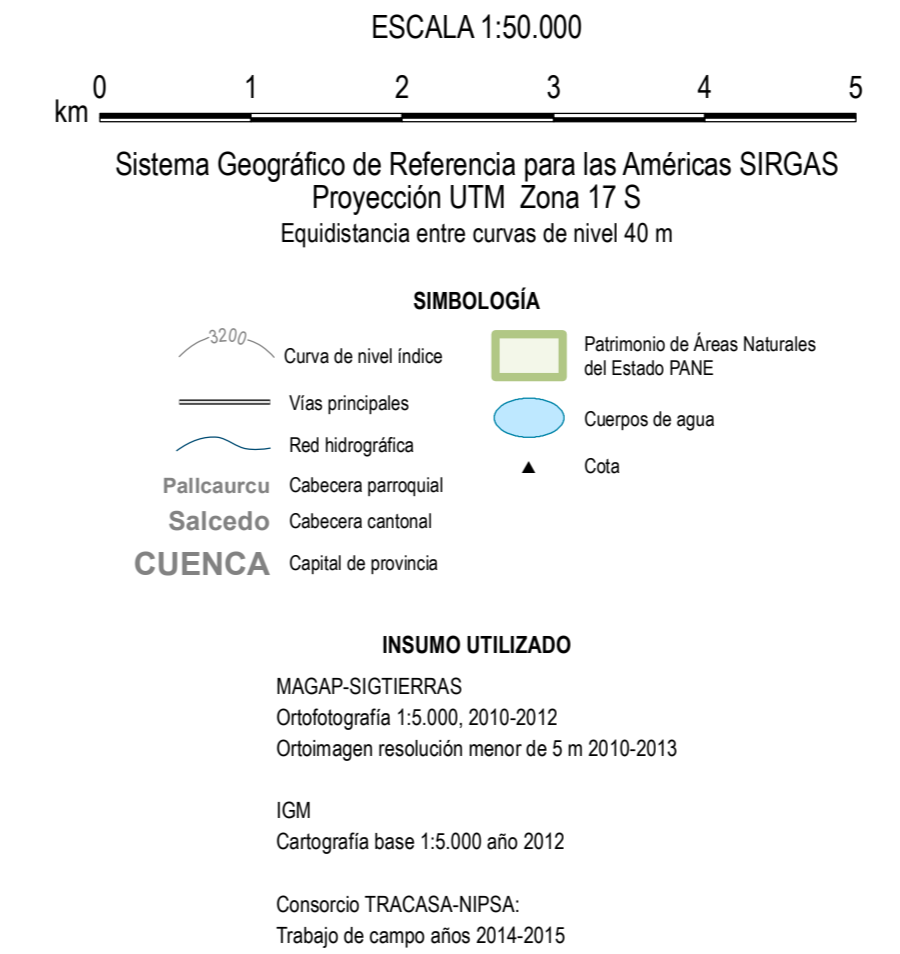 ESCALA 1:50.000
0 1 2 3 4 5
km
Sistema Geográfico de Referencia para las Américas SIRGAS
Proyección UTM Zona 17 S
Equidistancia entre curvas de nivel 40 m
SIMBOLOGÍA
3200
Curva de nivel índice
Vías principales
Red hidrográfica
Pallcaurcu Cabecera parroquial
Salcedo Cabecera cantonal
CUENCA Capital de provincia
Patrimonio de Áreas Naturales
del Estado PANE
Cuerpos de agua
Cota
INSUMO UTILIZADO
MAGAP-SIGTIERRAS
Ortofotografía 1:5.000, 2010-2012
Ortoimagen resolución menor de 5 m 2010-2013
IGM
Cartografía base 1:5.000 año 2012
Consorcio TRACASA-NIPSA:
Trabajo de campo años 2014-2015